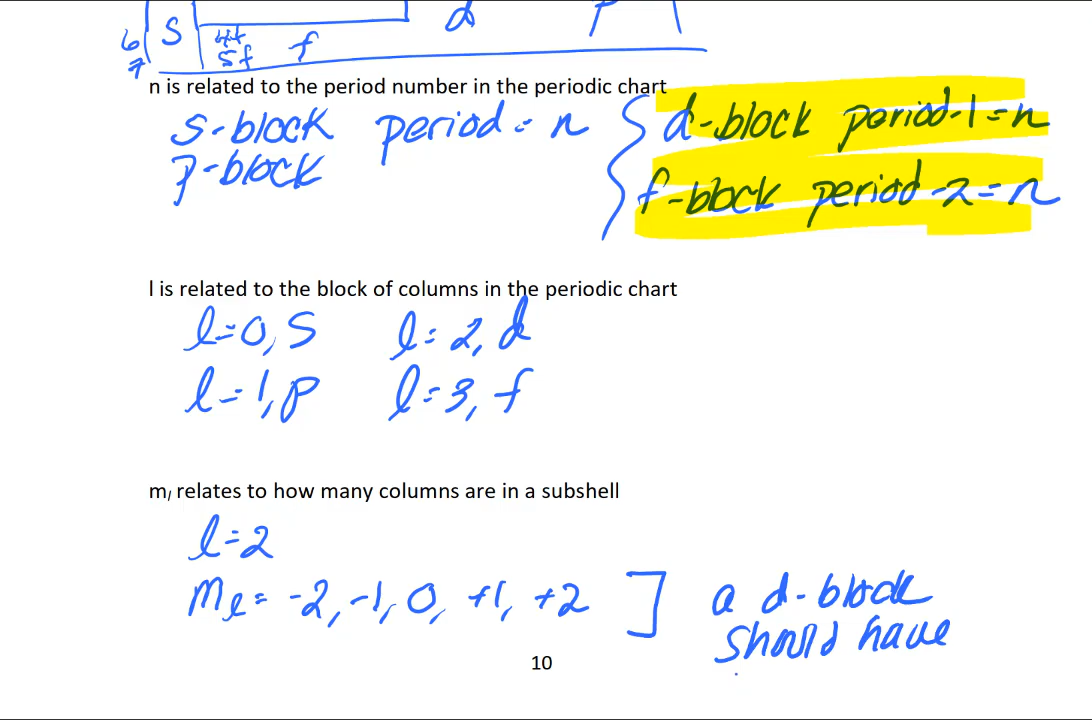 6 S 4f d p
7 5f f
n is related to the period number in the periodic chart
s-block period = n d-block period-1=n
p-block f-block period-2=n
l is related to the block of columns in the periodic chart
l=0, s l=2, d
l=1, p l=3, f
ml relates to how many columns are in a subshell
l=2
ml= -2, -1, 0, +1, +2 ] a d-block
should have
10